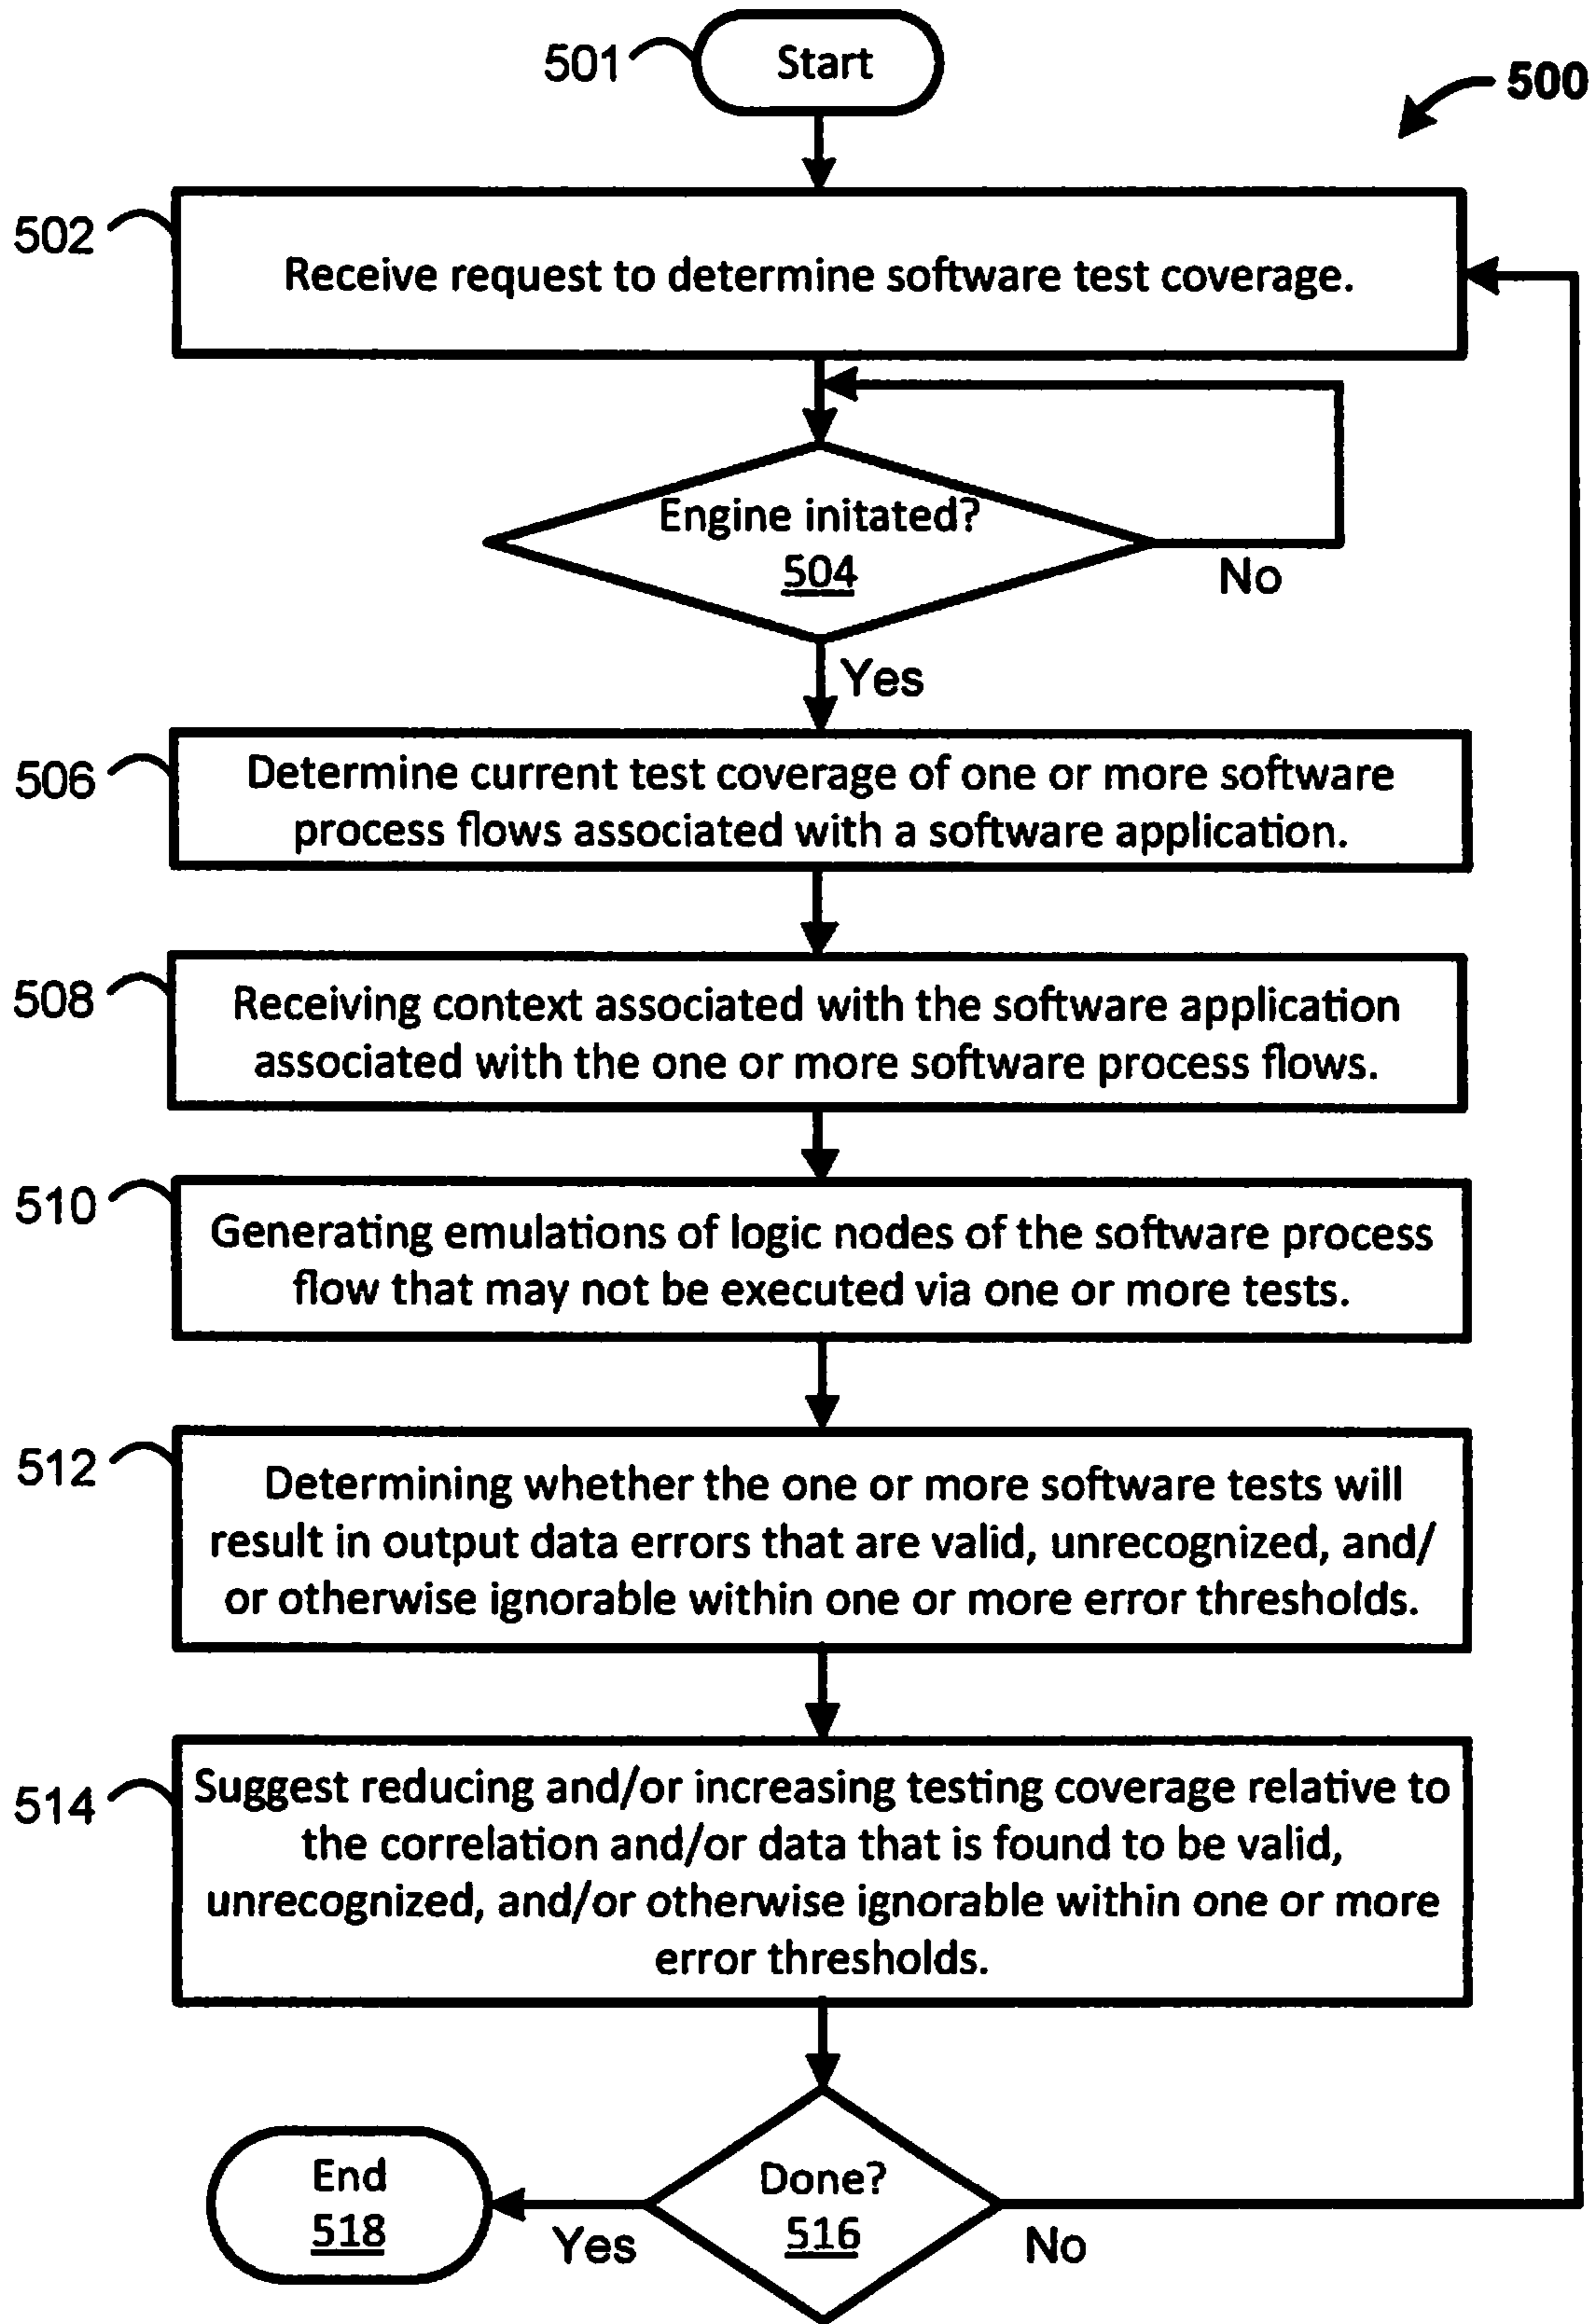 501
Start
500
502
Receive request to determine software test coverage.
Engine initated?
504
No
Yes
506
Determine current test coverage of one or more software
process flows associated with a software application.
508
Receiving context associated with the software application
associated with the one or more software process flows.
510
Generating emulations of logic nodes of the software process
flow that may not be executed via one or more tests.
512
Determining whether the one or more software tests will
result in output data errors that are valid, unrecognized, and/
or otherwise ignorable within one or more error thresholds.
514
Suggest reducing and/or increasing testing coverage relative to
the correlation and/or data that is found to be valid,
unrecognized, and/or otherwise ignorable within one or more
error thresholds.
End
518
Yes
Done?
516
No